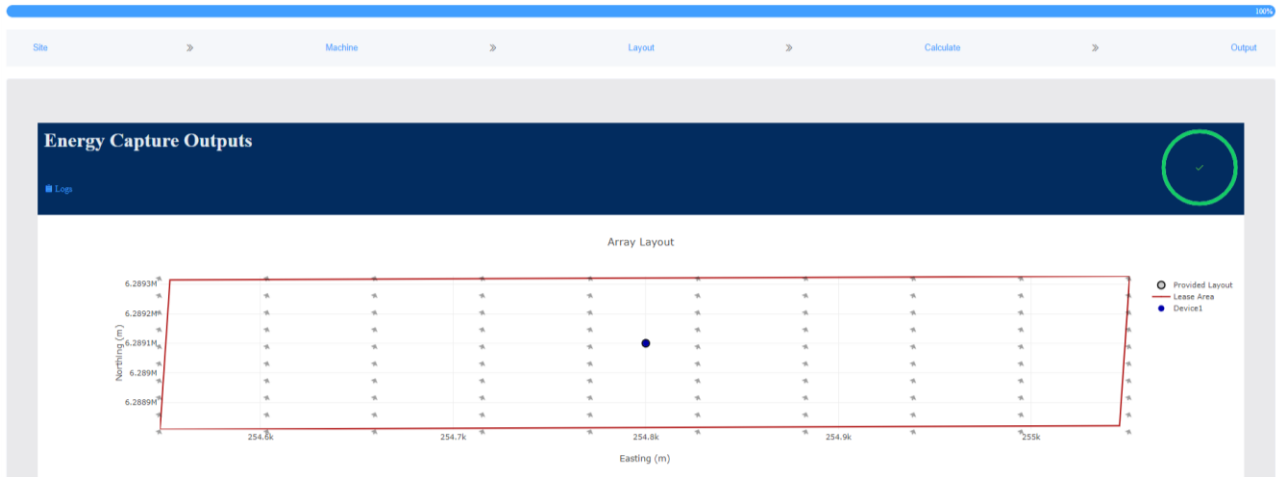 100%
Site » Machine » Layout » Calculate » Output
Energy Capture Outputs
Logs
Array Layout
6.2893M
6.2892M
6.2891M
6.289M
6.2889M
Northing (m)
254.6k 254.7k 254.8k 254.9k 255k
Easting (m)
Provided Layout
Lease Area
Device1